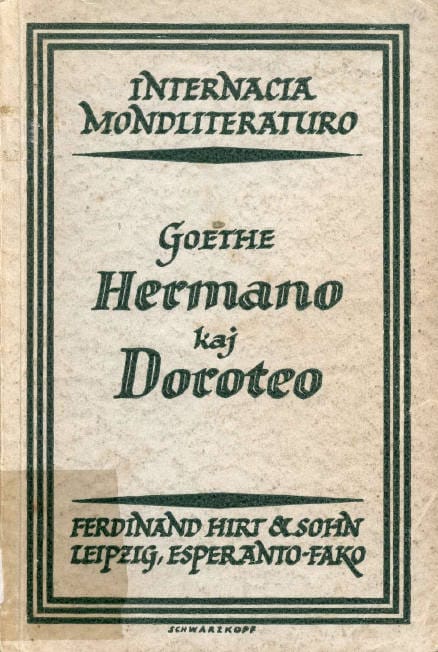 INTERNACIA
MONDLITERATURO
GOETHE
Hermano
kaj
Doroteo
FERDINAND HIRT & SOHN
LEIPZIG, ESPERANTO-FAKO
SCHWARZKOPF